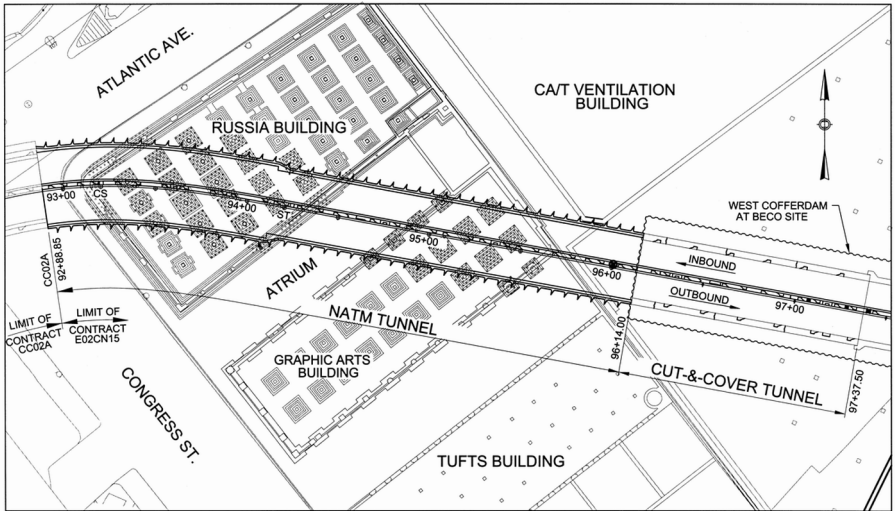 ATLANTIC AVE.
RUSSIA BUILDING
CA/T VENTILATION
BUILDING
WEST COFFERDAM
AT BECO SITE
93+00
CS
94+00
ST
95+00
96+00
97+00
INBOUND
OUTBOUND
CC02A
92+88.85
ATRIUM
NATM TUNNEL
96+14.00
CUT-&-COVER TUNNEL
97+37.50
LIMIT OF
CONTRACT
CC02A
LIMIT OF
CONTRACT
E02CN15
GRAPHIC ARTS
BUILDING
CONGRESS ST.
TUFTS BUILDING